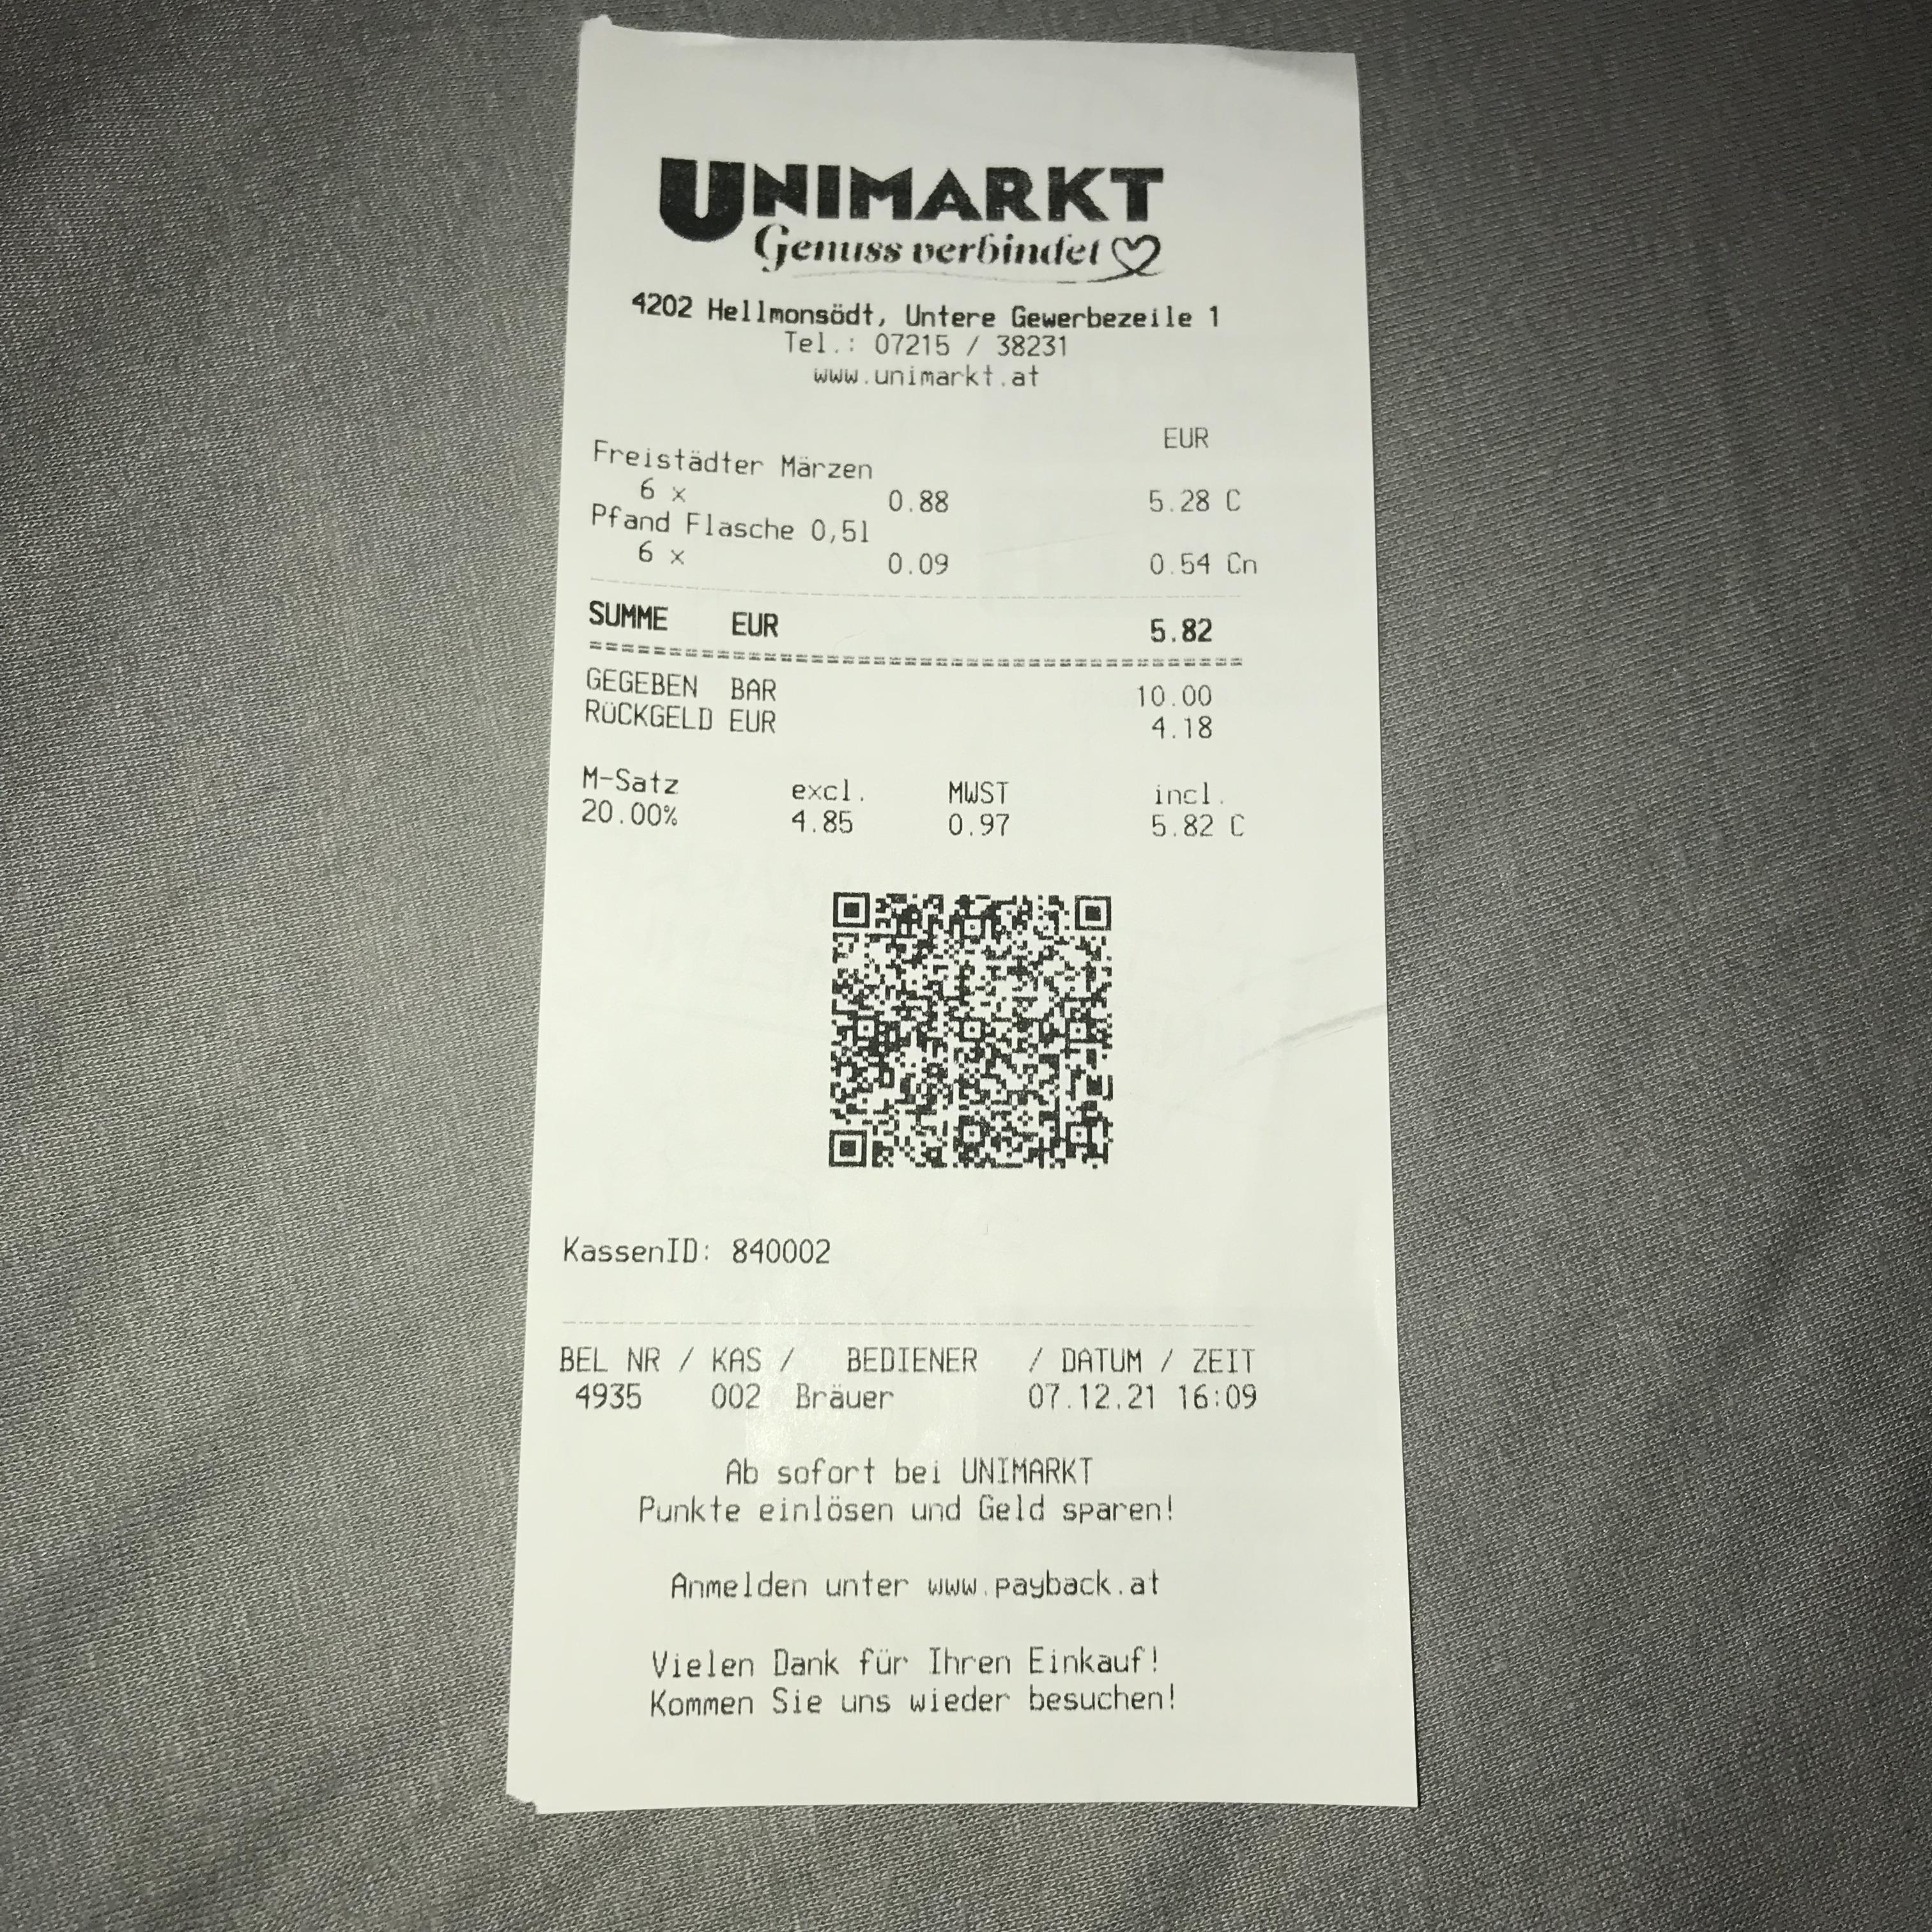 UNIMARKT
Genuss verbindet
4202 Hellmonsödt, Untere Gewerbezeile 1
Tel.: 07215 / 38231
www.unimarkt.at
EUR
Freistädter Märzen
6 x 0.88 5.28 C
Pfand Flasche 0,5l
6 x 0.09 0.54 Cn
SUMME EUR 5.82
GEGEBEN BAR 10.00
RÜCKGELD EUR 4.18
M-Satz excl. MWST incl.
20.00% 4.85 0.97 5.82 C
KassenID: 840002
BEL NR / KAS / BEDIENER / DATUM / ZEIT
4935 002 Bräuer 07.12.21 16:09
Ab sofort bei UNIMARKT
Punkte einlösen und Geld sparen!
Anmelden unter www.payback.at
Vielen Dank für Ihren Einkauf!
Kommen Sie uns wieder besuchen!